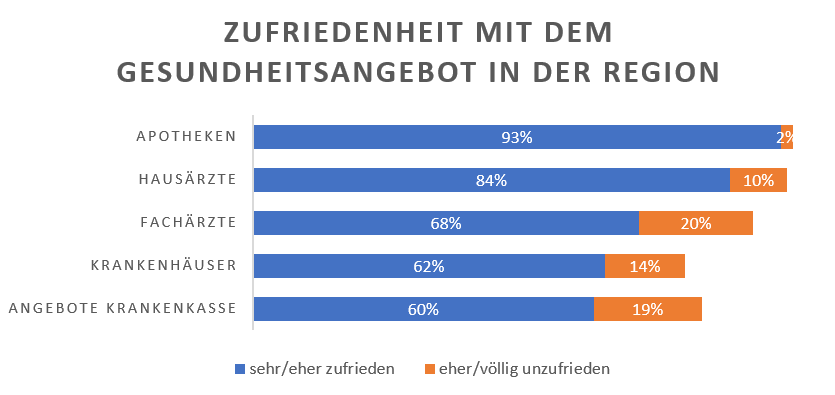 ZUFRIEDENHEIT MIT DEM
GESUNDHEITSANGEBOT IN DER REGION
APOTHEKEN 93% 2%
HAUSÄRZTE 84% 10%
FACHÄRZTE 68% 20%
KRANKENHÄUSER 62% 14%
ANGEBOTE KRANKENKASSE 60% 19%
sehr/eher zufrieden eher/völlig unzufrieden